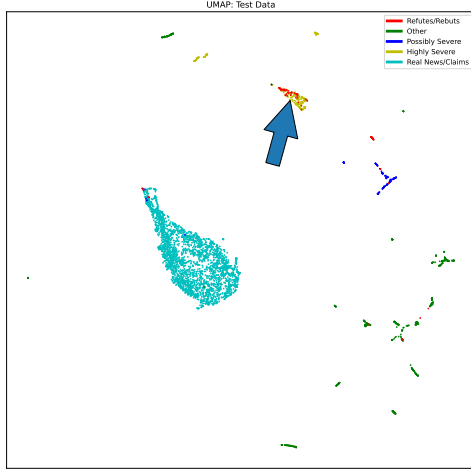 UMAP: Test Data
Refutes/Rebuts
Other
Possibly Severe
Highly Severe
Real News/Claims